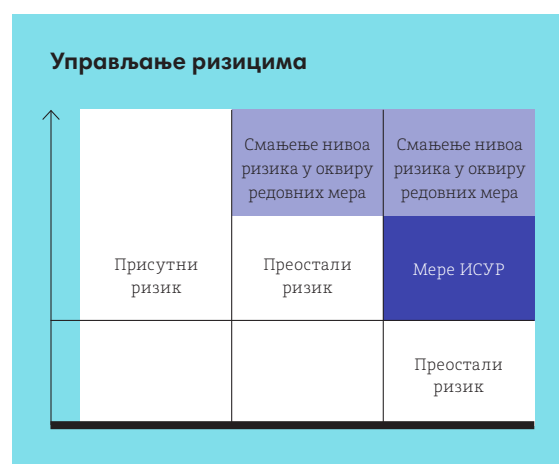 Управљање ризицима
Смањење нивоа
ризика у оквиру
редовних мера
Смањење нивоа
ризика у оквиру
редовних мера
Присутни
ризик
Преостали
ризик
Мере ИСУР
Преостали
ризик